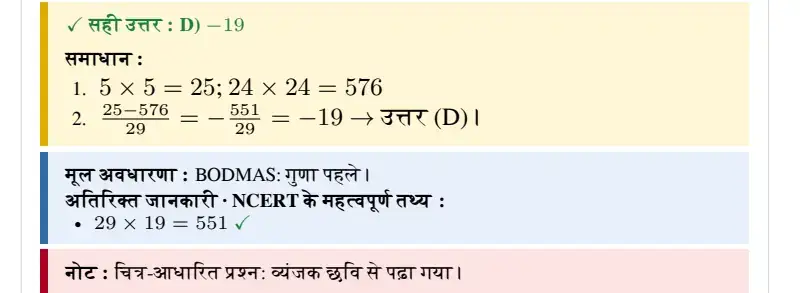 ✓ सही उत्तर : D) −19
समाधान :
1. 5 × 5 = 25; 24 × 24 = 576
2. \frac{25−576}{29} = −\frac{551}{29} = −19 → उत्तर (D)।
मूल अवधारणा : BODMAS: गुणा पहले।
अतिरिक्त जानकारी · NCERT के महत्वपूर्ण तथ्य :
• 29 × 19 = 551 ✓
नोट : चित्र-आधारित प्रश्न: व्यंजक छवि से पढ़ा गया।